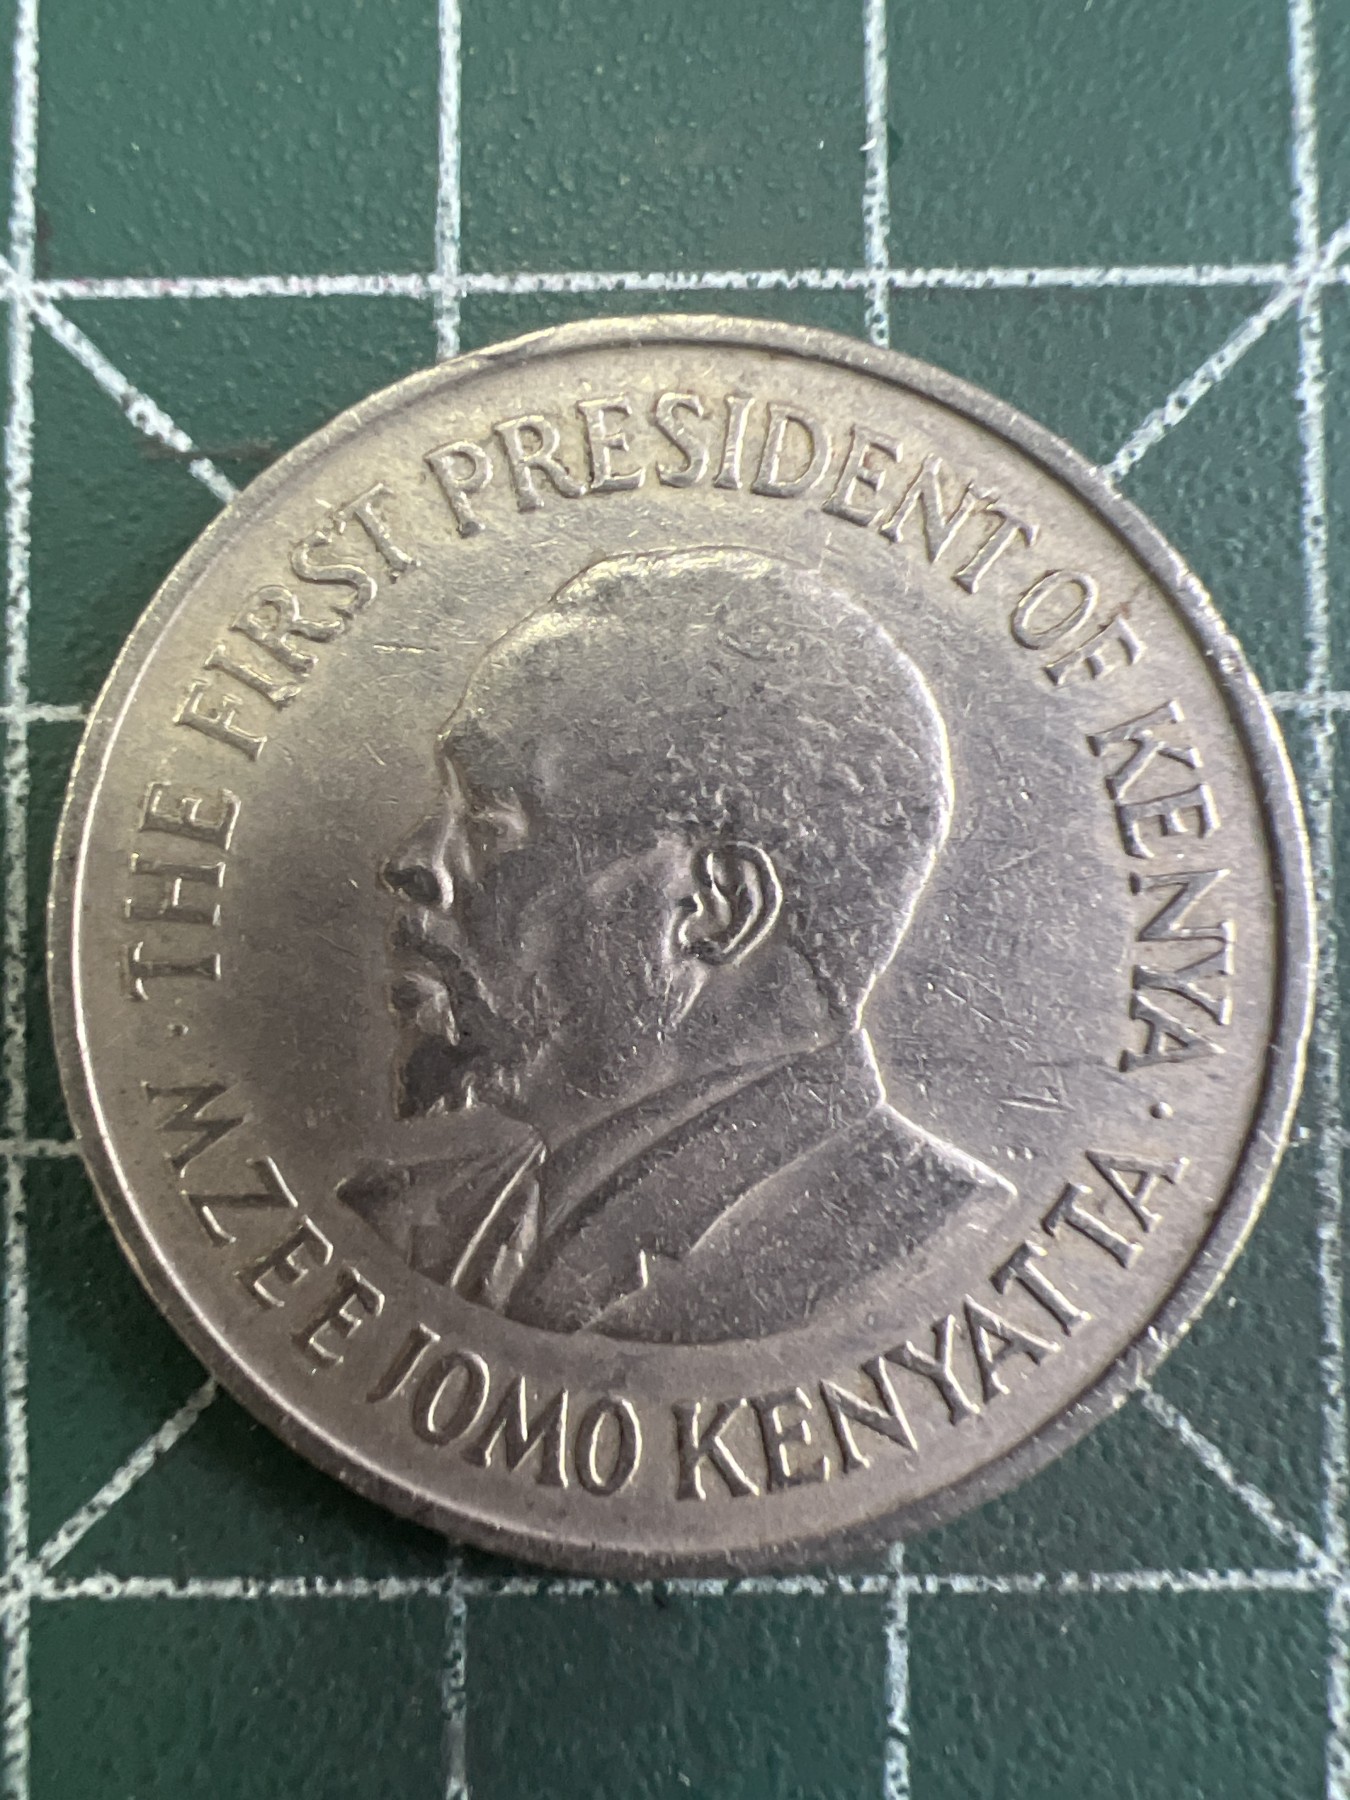 · THE FIRST PRESIDENT OF KENYA ·
MZEE JOMO KENYATTA